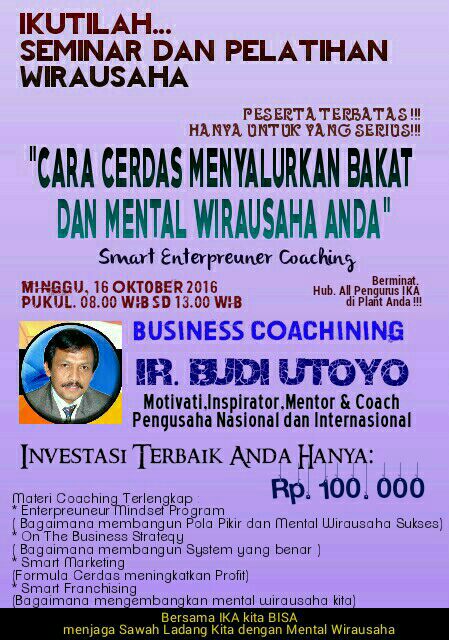 IKUTILAH...
SEMINAR DAN PELATIHAN
WIRAUSAHA
PESERTA TERBATAS !!!
HANYA UNTUK YANG SERIUS!!!
"CARA CERDAS MENYALURKAN BAKAT
DAN MENTAL WIRAUSAHA ANDA"
Smart Enterpreuner Coaching
MINGGU, 16 OKTOBER 2016
PUKUL. 08.00 WIB SD 13.00 WIB
Berminat.
Hub. All Pengurus IKA
di Plant Anda !!!
BUSINESS COACHINING
IR. BUDI UTOYO
Motivati,Inspirator,Mentor & Coach
Pengusaha Nasional dan Internasional
INVESTASI TERBAIK ANDA HANYA:
Rp. 100.000
Materi Coaching Terlengkap :
* Enterpreuneur Mindset Program
( Bagaimana membangun Pola Pikir dan Mental Wirausaha Sukses)
* On The Business Strateqy
( Bagaimana membangun System yang benar )
* Smart Marketing
(Formula Cerdas meningkatkan Profit)
* Smart Franchising
(Bagaimana mengembangkan mental wirausaha kita)
Bersama IKA kita BISA
menjaga Sawah Ladang Kita dengan Mental Wirausaha